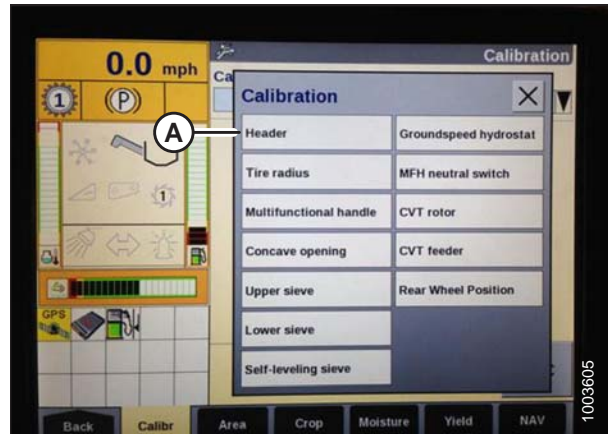 0.0 mph
Calibration
Ca
1
(P)
Calibration
A
Header
Groundspeed hydrostat
Tire radius
MFH neutral switch
Multifunctional handle
CVT rotor
Concave opening
CVT feeder
Upper sieve
Rear Wheel Position
Lower sieve
Self-leveling sieve
1
GPS
Back
Calibr
Area
Crop
Moisture
Yield
NAV
1003605